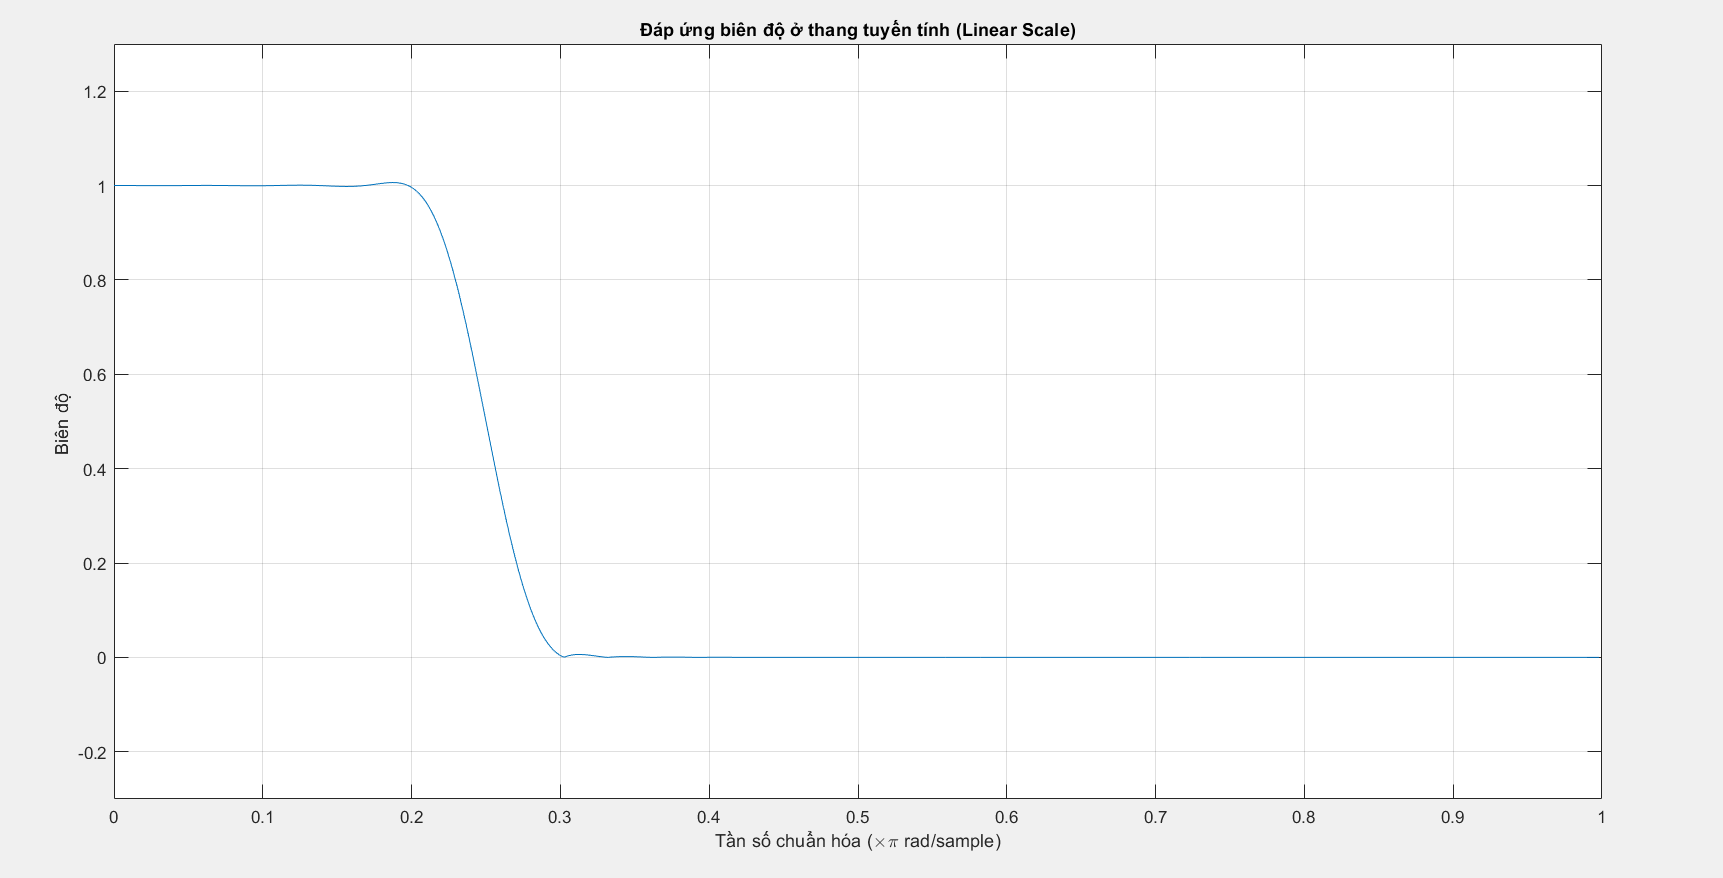 Đáp ứng biên độ ở thang tuyến tính (Linear Scale)
1.2
1
0.8
0.6
0.4
0.2
0
-0.2
Biên độ
0 0.1 0.2 0.3 0.4 0.5 0.6 0.7 0.8 0.9 1
Tần số chuẩn hóa (×π rad/sample)